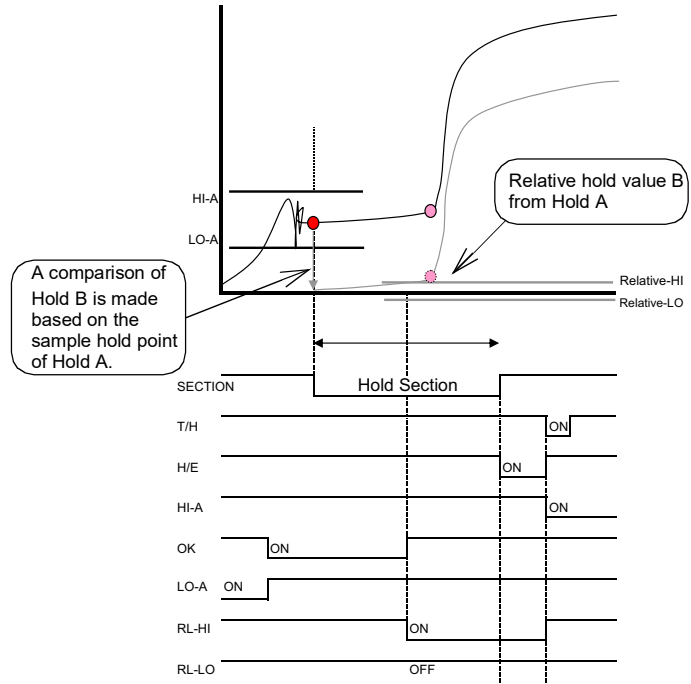 HI-A
LO-A
Relative hold value B
from Hold A
A comparison of
Hold B is made
based on the
sample hold point
of Hold A.
Relative-HI
Relative-LO
SECTION
Hold Section
T/H
ON
H/E
ON
HI-A
ON
OK
ON
LO-A
ON
RL-HI
ON
RL-LO
OFF